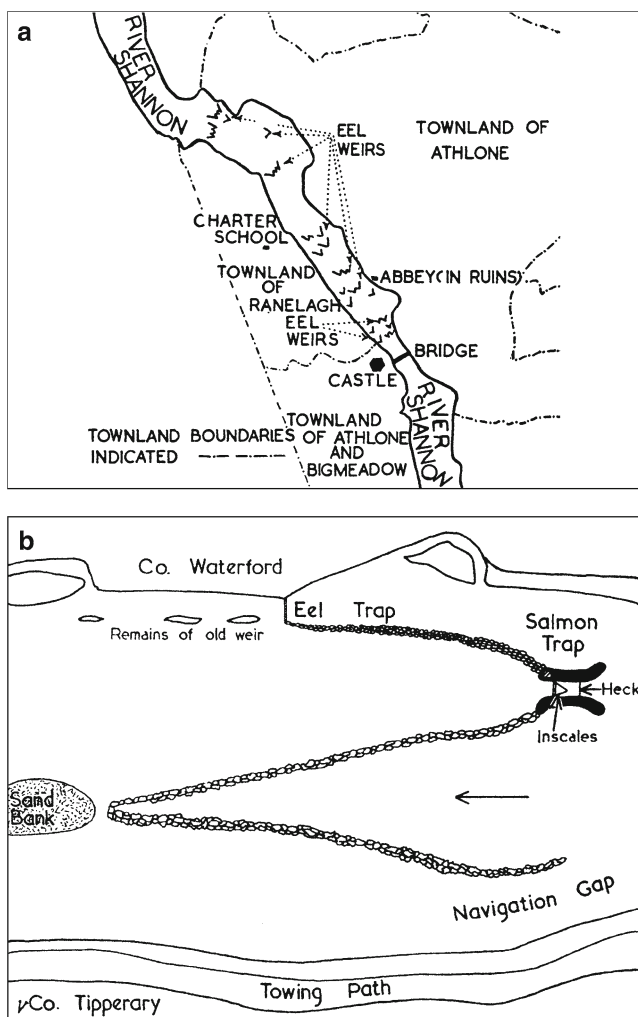 a
RIVER
SHANNON
EEL
WEIRS
TOWNLAND OF
ATHLONE
CHARTER
SCHOOL
TOWNLAND
OF
RANELAGH
ABBEY(IN RUINS)
EEL
WEIRS
BRIDGE
CASTLE
RIVER
SHANNON
TOWNLAND BOUNDARIES
INDICATED
TOWNLAND
OF ATHLONE
AND
BIGMEADOW
b
Co. Waterford
Eel Trap
Remains of old weir
Salmon
Trap
Heck
Inscales
Sand
Bank
Navigation Gap
Towing Path
Co. Tipperary